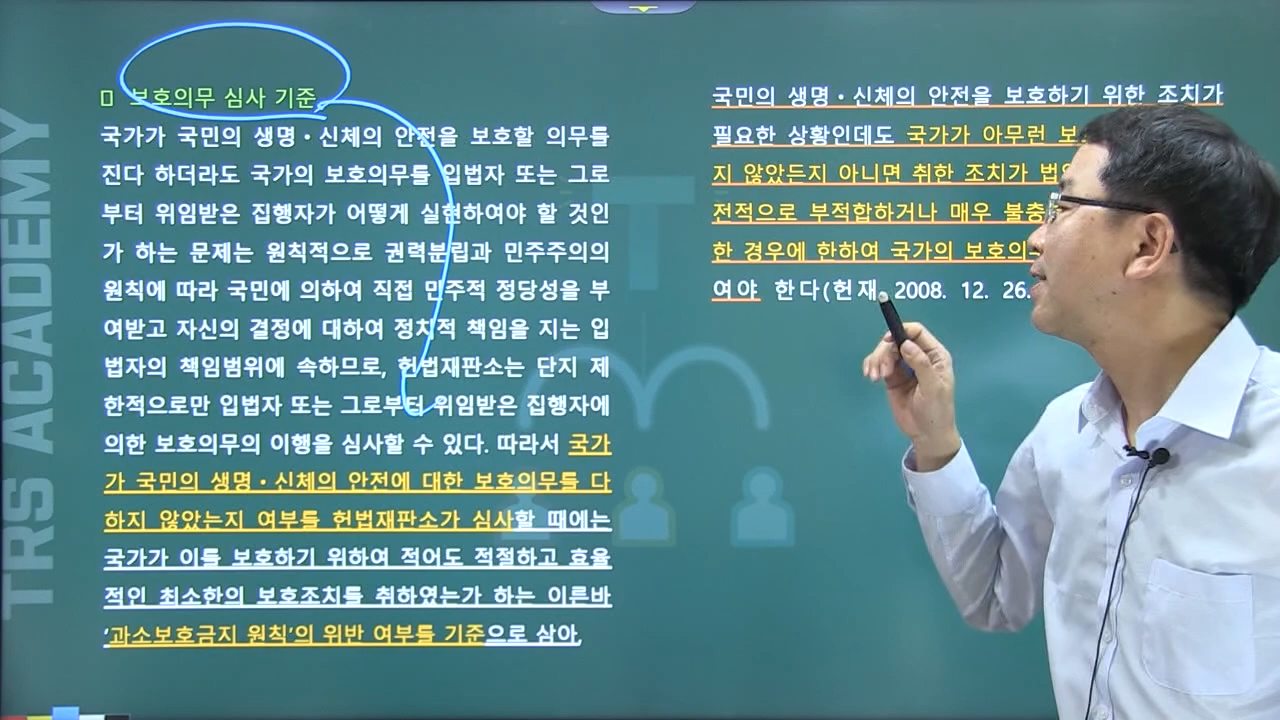 보호의무 심사 기준
국가가 국민의 생명·신체의 안전을 보호할 의무를
진다 하더라도 국가의 보호의무를 입법자 또는 그로
부터 위임받은 집행자가 어떻게 실현하여야 할 것인
가 하는 문제는 원칙적으로 권력분립과 민주주의의
원칙에 따라 국민에 의하여 직접 민주적 정당성을 부
여받고 자신의 결정에 대하여 정치적 책임을 지는 입
법자의 책임범위에 속하므로, 헌법재판소는 단지 제
한적으로만 입법자 또는 그로부터 위임받은 집행자에
의한 보호의무의 이행을 심사할 수 있다. 따라서 국가
가 국민의 생명·신체의 안전에 대한 보호의무를 다
하지 않았는지 여부를 헌법재판소가 심사할 때에는
국가가 이를 보호하기 위하여 적어도 적절하고 효율
적인 최소한의 보호조치를 취하였는가 하는 이른바
‘과소보호금지 원칙’의 위반 여부를 기준으로 삼아,
국민의 생명·신체의 안전을 보호하기 위한 조치가
필요한 상황인데도 국가가 아무런
지 않았든지 아니면 취한 조치가
전적으로 부적합하거나 매우
한 경우에 한하여 국가의
여야 한다(헌재 2008. 12. 26.
TRS ACADEMY